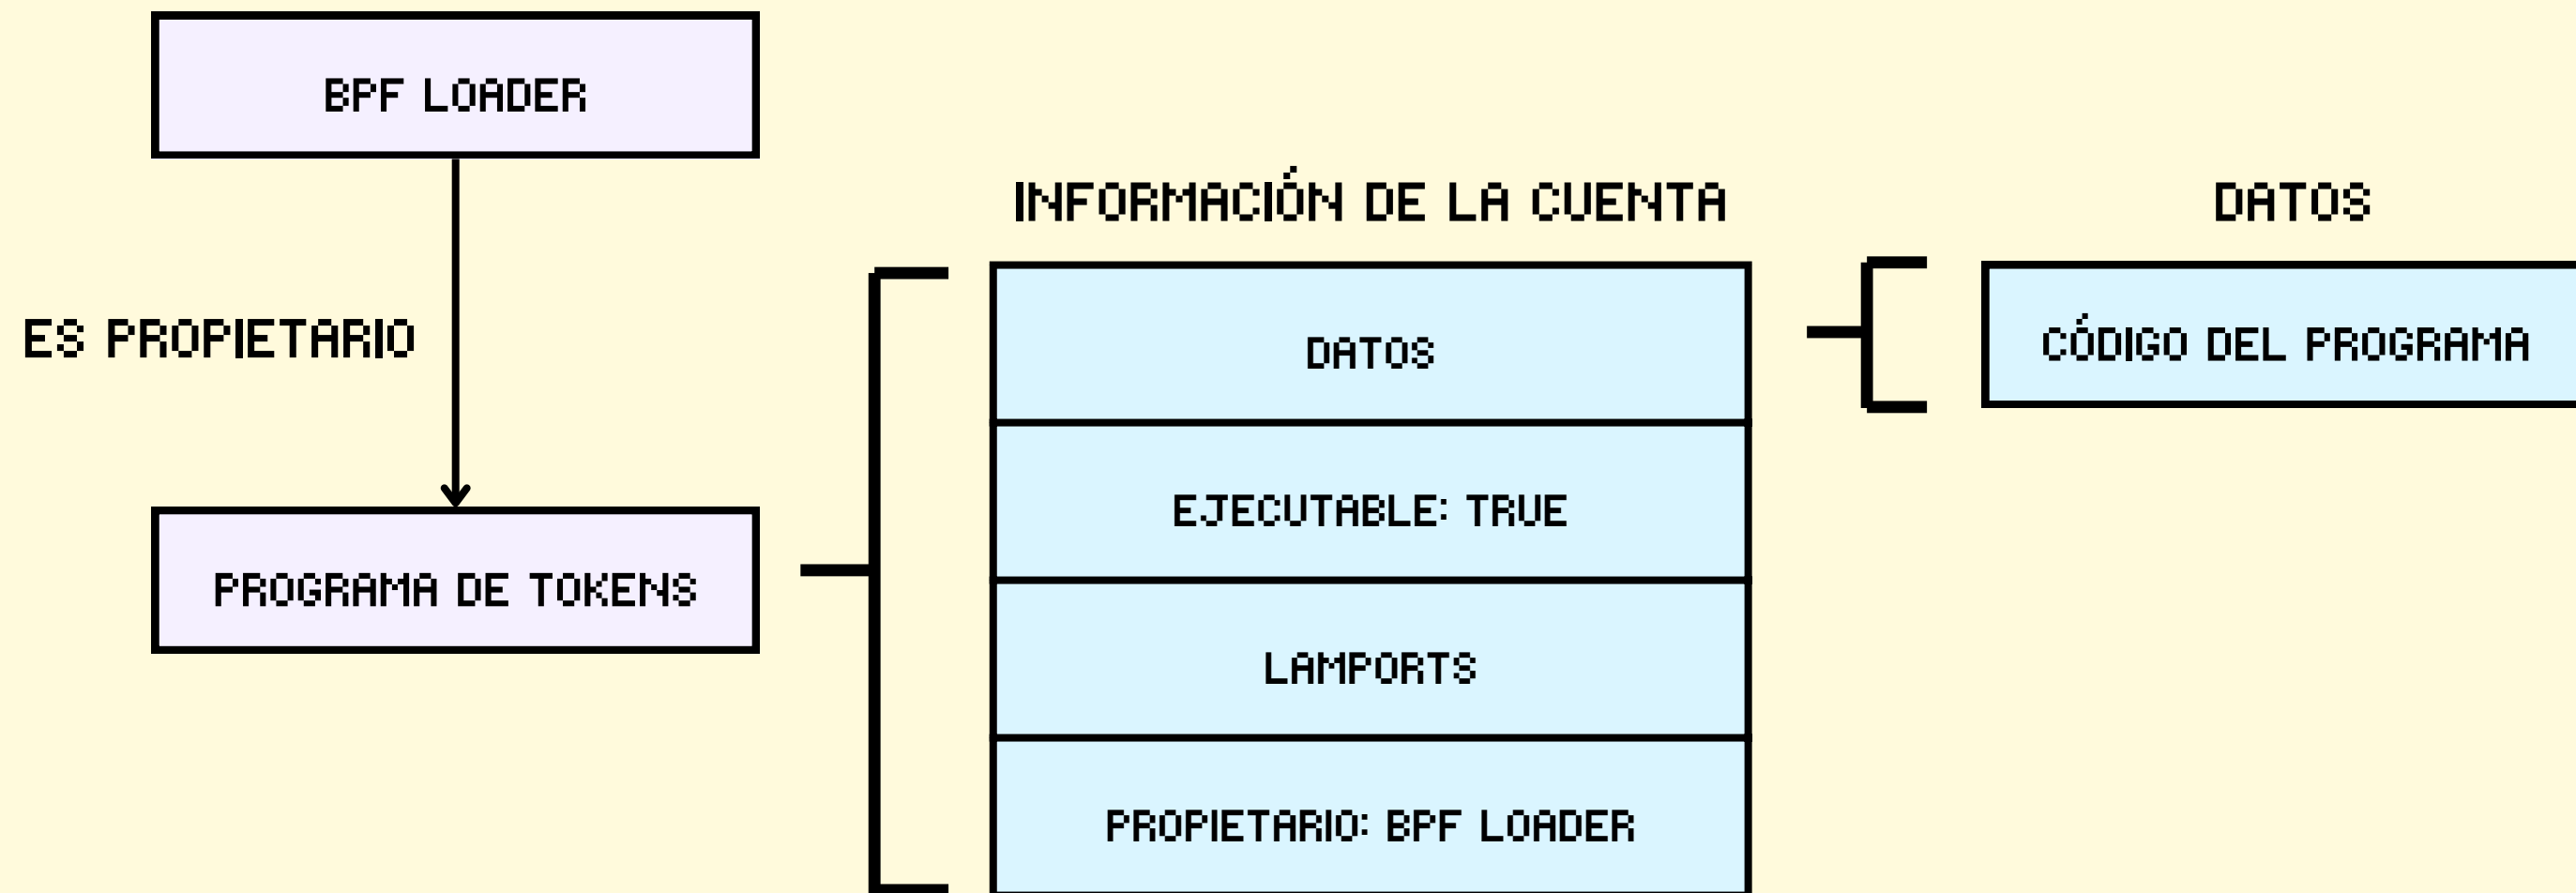 BPF LOADER
ES PROPIETARIO
PROGRAMA DE TOKENS
INFORMACIÓN DE LA CUENTA
DATOS
EJECUTABLE: TRUE
LAMPORTS
PROPIETARIO: BPF LOADER
DATOS
CÓDIGO DEL PROGRAMA